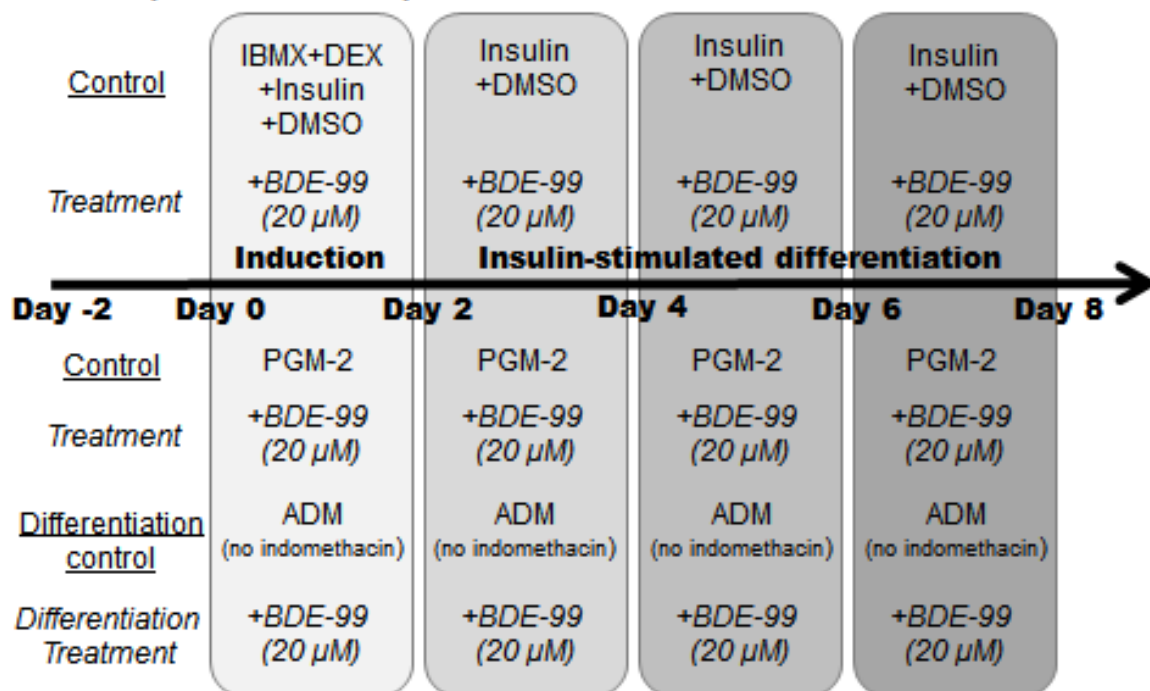 Control IBMX+DEX Insulin Insulin Insulin
+Insulin +DMSO +DMSO +DMSO
+DMSO
Treatment +BDE-99 +BDE-99 +BDE-99 +BDE-99
(20 µM) (20 µM) (20 µM) (20 µM)
Induction Insulin-stimulated differentiation
Day -2 Day 0 Day 2 Day 4 Day 6 Day 8
Control PGM-2 PGM-2 PGM-2 PGM-2
Treatment +BDE-99 +BDE-99 +BDE-99 +BDE-99
(20 µM) (20 µM) (20 µM) (20 µM)
Differentiation ADM ADM ADM ADM
control (no indomethacin) (no indomethacin) (no indomethacin) (no indomethacin)
Differentiation +BDE-99 +BDE-99 +BDE-99 +BDE-99
Treatment (20 µM) (20 µM) (20 µM) (20 µM)